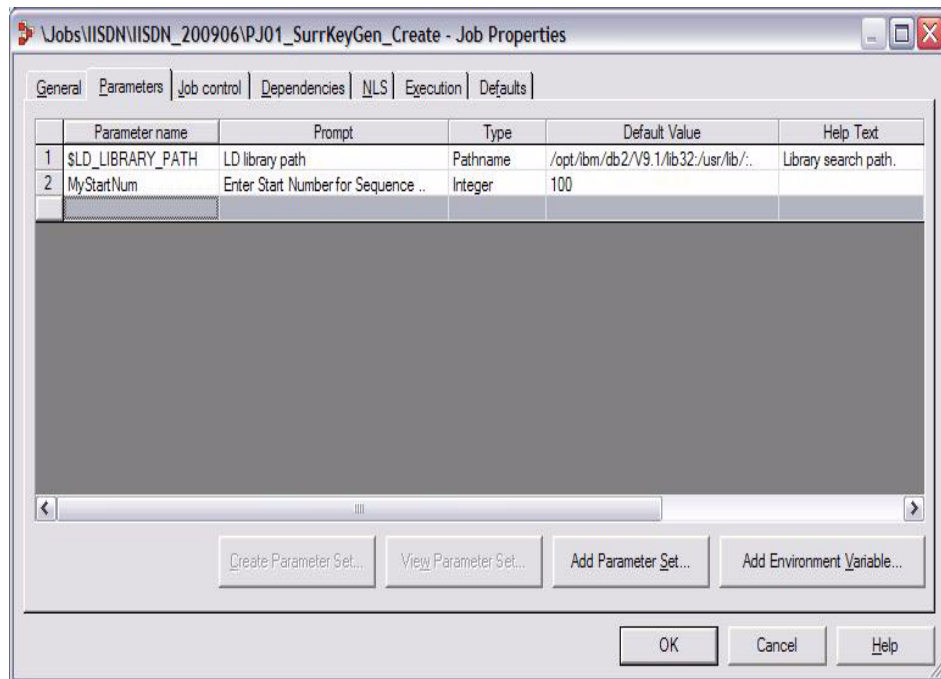 \Jobs\IISDN\IISDN_200906\PJ01_SurrKeyGen_Create - Job Properties
General Parameters Job control Dependencies NLS Execution Defaults
Parameter name Prompt Type Default Value Help Text
1 $LD_LIBRARY_PATH LD library path Pathname /opt/ibm/db2/V9.1/lib32:/usr/lib/:.. Library search path.
2 MyStartNum Enter Start Number for Sequence .. Integer 100
Create Parameter Set... View Parameter Set... Add Parameter Set... Add Environment Variable...
OK Cancel Help